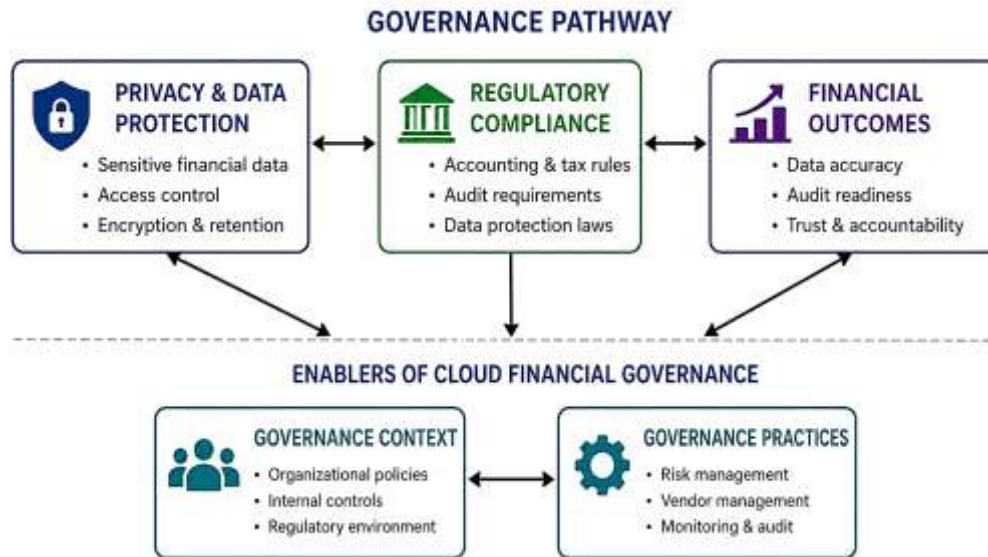 GOVERNANCE PATHWAY
PRIVACY & DATA
PROTECTION
• Sensitive financial data
• Access control
• Encryption & retention
REGULATORY
COMPLIANCE
• Accounting & tax rules
• Audit requirements
• Data protection laws
FINANCIAL
OUTCOMES
• Data accuracy
• Audit readiness
• Trust & accountability
ENABLERS OF CLOUD FINANCIAL GOVERNANCE
GOVERNANCE CONTEXT
• Organizational policies
• Internal controls
• Regulatory environment
GOVERNANCE PRACTICES
• Risk management
• Vendor management
• Monitoring & audit